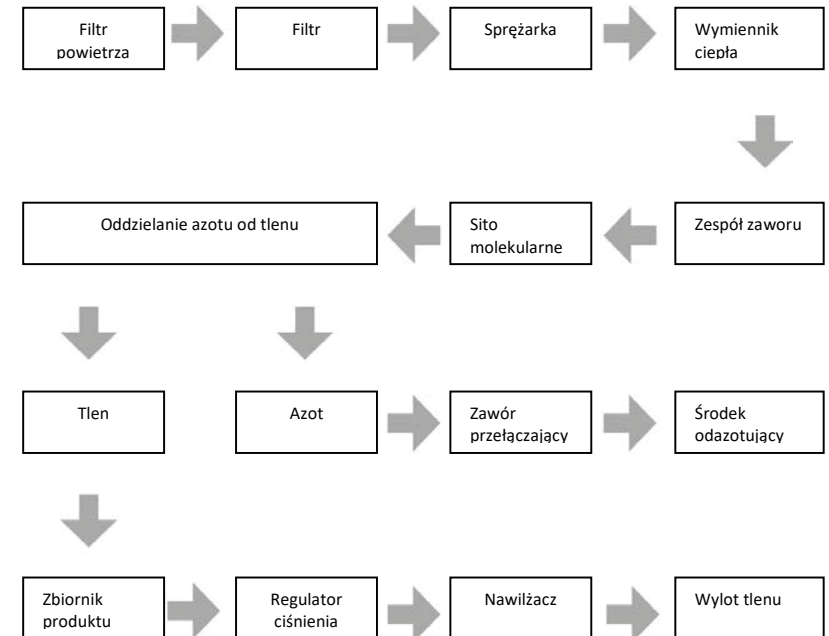 Filtr
powietrza
Filtr
Sprężarka
Wymiennik
ciepła
Oddzielanie azotu od tlenu
Sito
molekularne
Zespół zaworu
Tlen
Azot
Zawór
przełączający
Środek
odazotujący
Zbiornik
produktu
Regulator
ciśnienia
Nawilżacz
Wylot tlenu